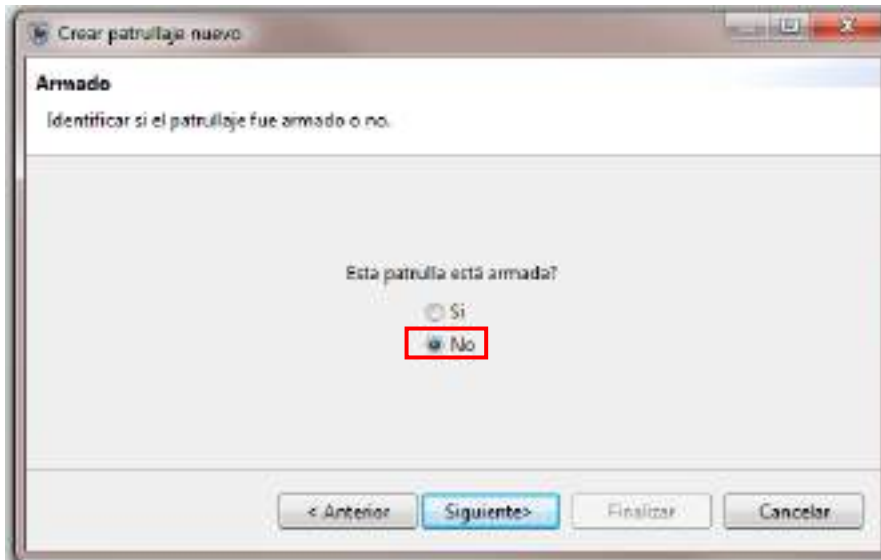 Crear patrullaje nuevo
Armado
Identificar si el patrullaje fue armado o no.
Esta patrulla está armada?
Si
No
< Anterior
Siguiente>
Finalizar
Cancelar